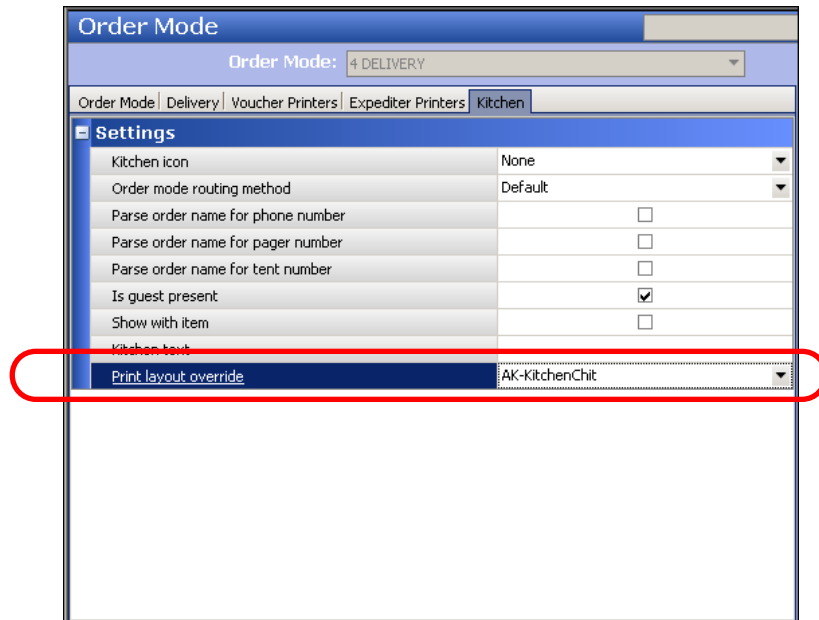 Order Mode
Order Mode: 4 DELIVERY
Order Mode Delivery Voucher Printers Expediter Printers Kitchen
Settings
Kitchen icon None
Order mode routing method Default
Parse order name for phone number
Parse order name for pager number
Parse order name for tent number
Is guest present
Show with item
Kitchen text
Print layout override AK-KitchenChit